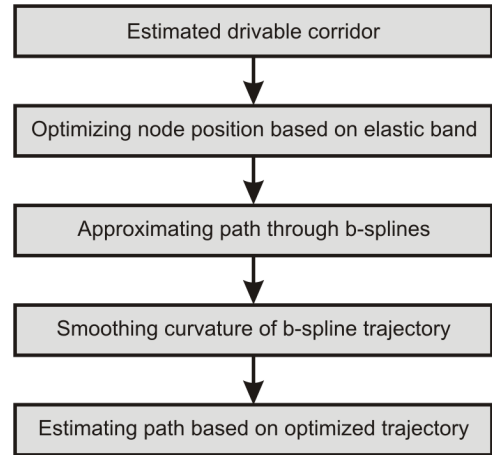 Estimated drivable corridor
Optimizing node position based on elastic band
Approximating path through b-splines
Smoothing curvature of b-spline trajectory
Estimating path based on optimized trajectory